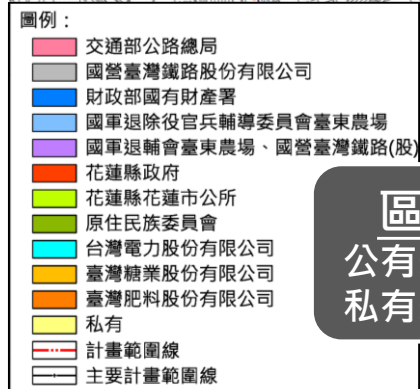 圖例：
交通部公路總局
國營臺灣鐵路股份有限公司
財政部國有財產署
國軍退除役官兵輔導委員會臺東農場
國軍退輔會臺東農場、國營臺灣鐵路(股)
花蓮縣政府
花蓮縣花蓮市公所
原住民族委員會
台灣電力股份有限公司
臺灣糖業股份有限公司
臺灣肥料股份有限公司
私有
計畫範圍線
主要計畫範圍線
區
公有
私有